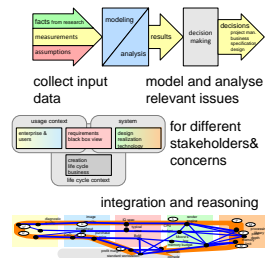 facts from research
measurements
assumptions
modeling
analysis
results
decision
making
decisions
project man.
business
specification
design
collect input
data
model and analyse
relevant issues
usage context
system
enterprise &
users
requirements
black box view
design
realization
technology
creation
life cycle
business
life cycle context
for different
stakeholders&
concerns
integration and reasoning